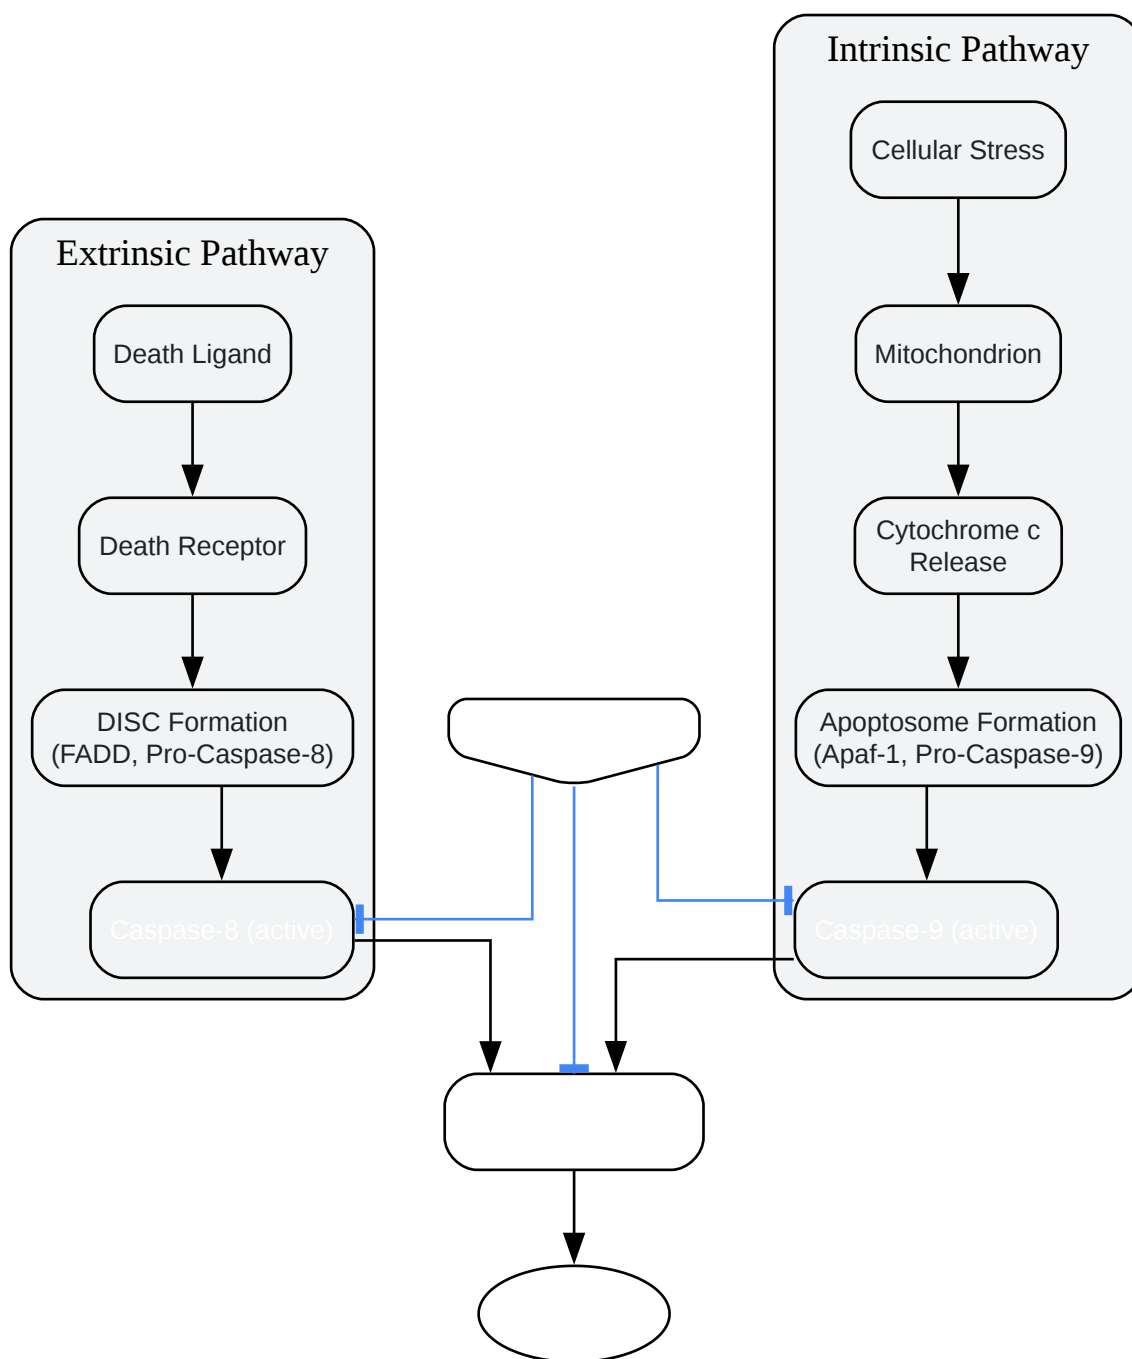 Intrinsic Pathway
Cellular Stress
Extrinsic Pathway
Death Ligand
Mitochondrion
Death Receptor
Cytochrome c
Release
DISC Formation
(FADD, Pro-Caspase-8)
Apoptosome Formation
(Apaf-1, Pro-Caspase-9)
Caspase-8 (active)
Caspase-9 (active)